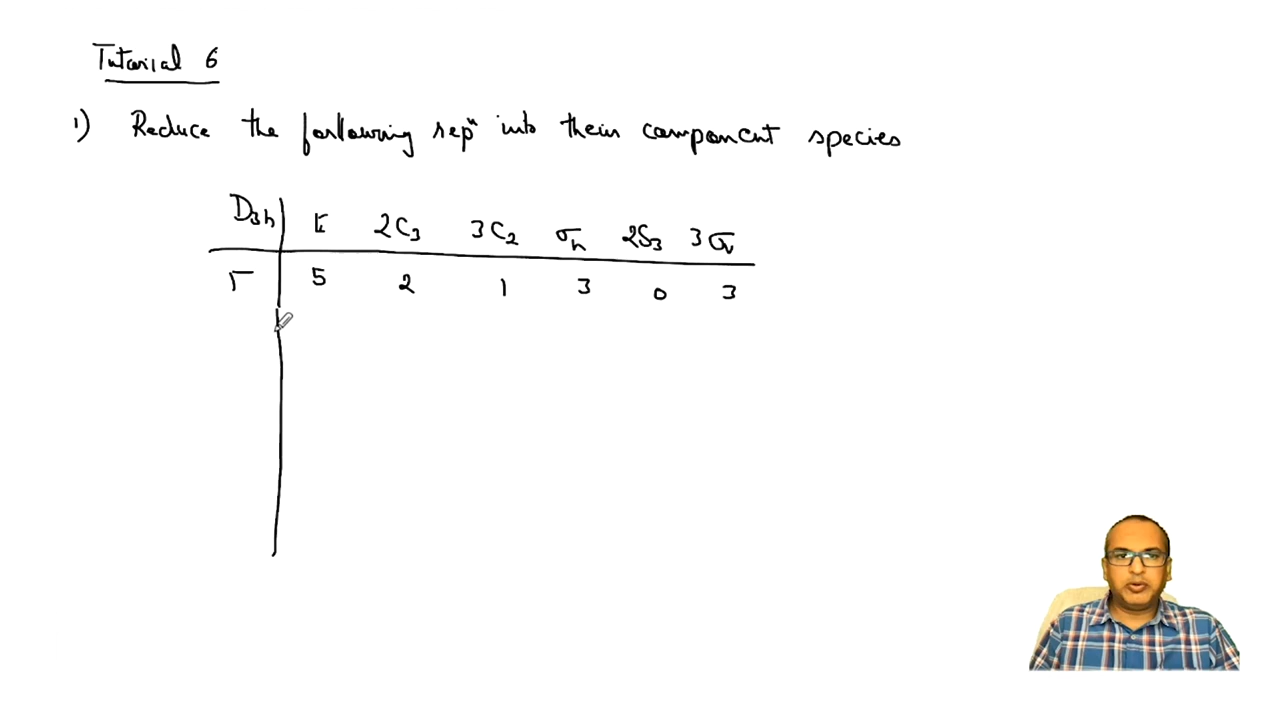 Tutorial 6
1) Reduce the following repⁿ into their component species
D₃ₕ E 2C₃ 3C₂ σₕ 2S₃ 3σᵥ
Γ 5 2 1 3 0 3